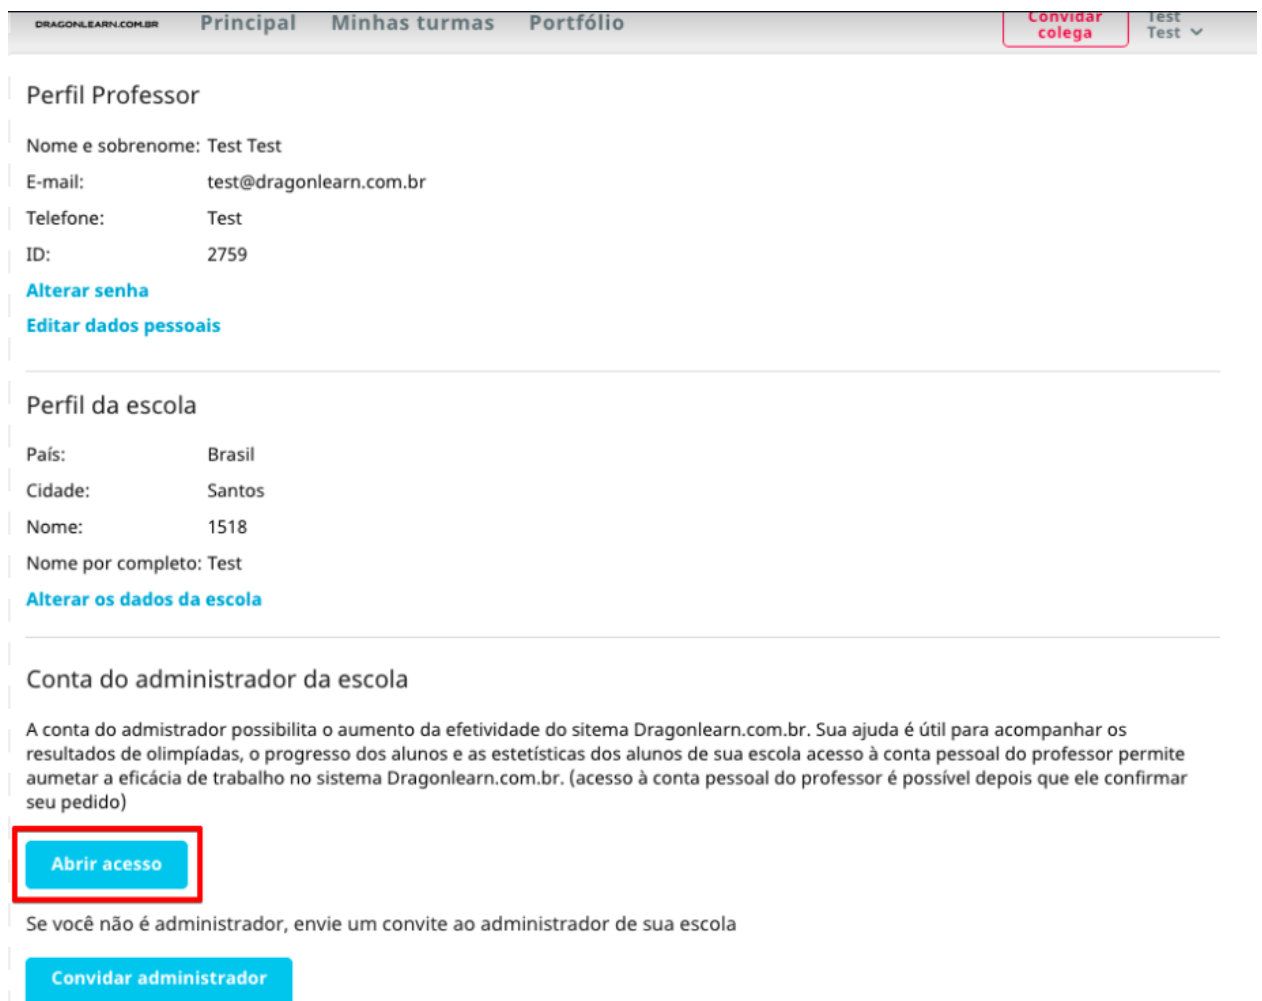 DRAGONLEARN.COM.BR Principal Minhas turmas Portfólio Convidar colega Test Test
Perfil Professor
Nome e sobrenome: Test Test
E-mail: test@dragonlearn.com.br
Telefone: Test
ID: 2759
Alterar senha
Editar dados pessoais
Perfil da escola
País: Brasil
Cidade: Santos
Nome: 1518
Nome por completo: Test
Alterar os dados da escola
Conta do administrador da escola
A conta do admistrador possibilita o aumento da efetividade do sitema Dragonlearn.com.br. Sua ajuda é útil para acompanhar os
resultados de olimpíadas, o progresso dos alunos e as estetísticas dos alunos de sua escola acesso à conta pessoal do professor permite
aumetar a eficácia de trabalho no sistema Dragonlearn.com.br. (acesso à conta pessoal do professor é possível depois que ele confirmar
seu pedido)
Abrir acesso
Se você não é administrador, envie um convite ao administrador de sua escola
Convidar administrador